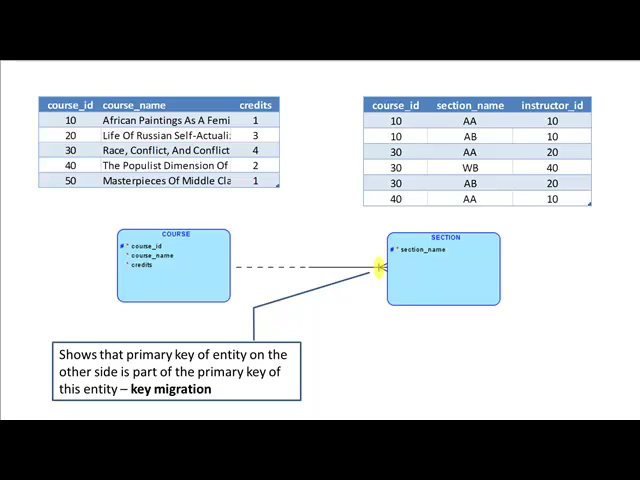 course_id course_name credits
10 African Paintings As A Femi 1
20 Life Of Russian Self-Actuali 3
30 Race, Conflict, And Conflict 4
40 The Populist Dimension Of 2
50 Masterpieces Of Middle Cla 1
course_id section_name instructor_id
10 AA 10
10 AB 10
30 AA 20
30 WB 40
30 AB 20
40 AA 10
COURSE
# * course_id
* course_name
* credits
SECTION
# * section_name
Shows that primary key of entity on the
other side is part of the primary key of
this entity – key migration